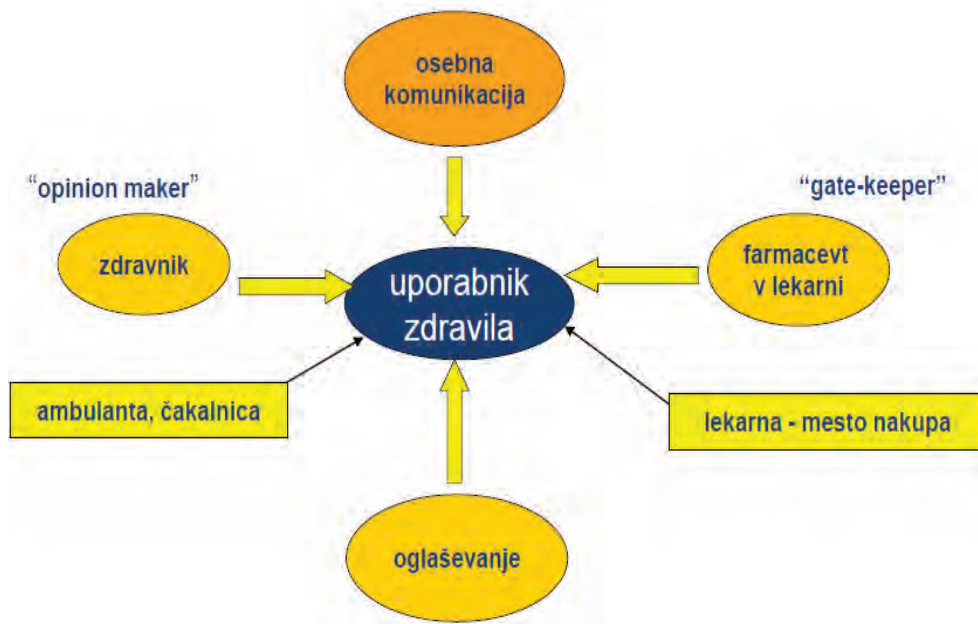 osebna
komunikacija
“opinion maker”
“gate-keeper”
zdravnik
farmacevt
v lekarni
uporabnik
zdravila
ambulanta, čakalnica
lekarna - mesto nakupa
oglaševanje